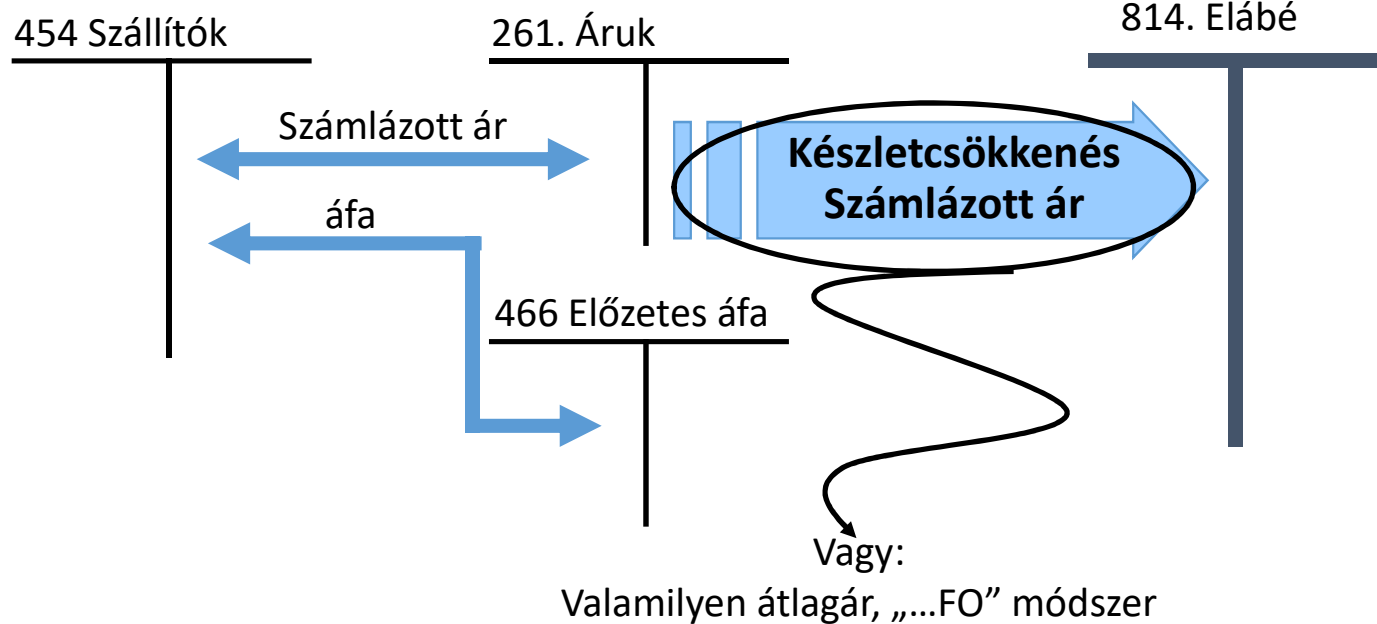 454 Szállítók
261. Áruk
814. Elábé
Számlázott ár
Készletcsökkenés
Számlázott ár
áfa
466 Előzetes áfa
Vagy:
Valamilyen átlagár, „…FO” módszer